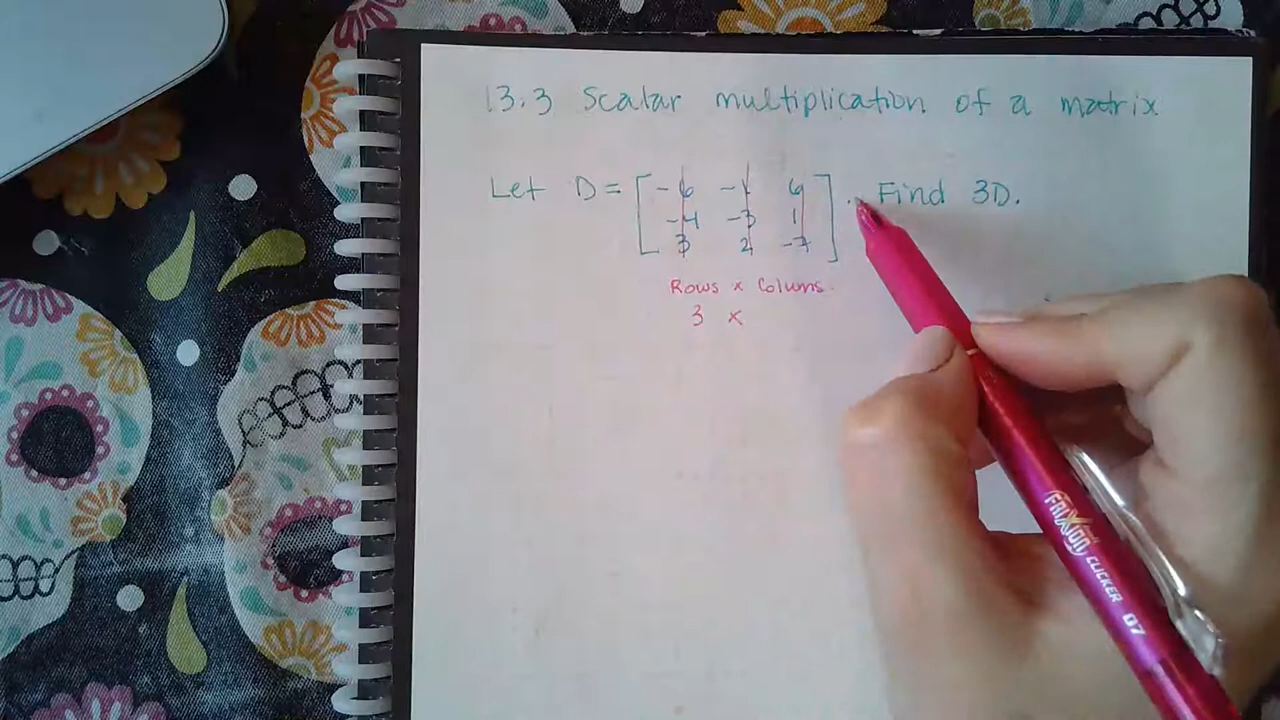 13.3 Scalar multiplication of a matrix
Let D = [ -6 -1 6 ] . Find 3D.
-4 -3 1
3 2 -7
Rows x Colums.
3 x
FRIXION CLICKER 07